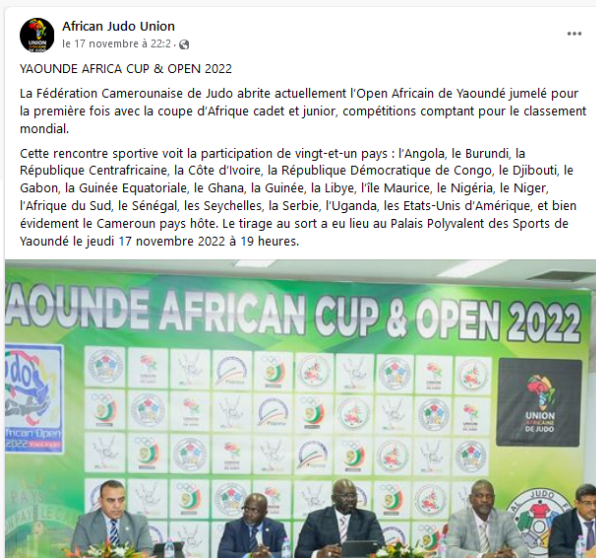 African Judo Union
le 17 novembre à 22:2 ·
YAOUNDE AFRICA CUP & OPEN 2022
La Fédération Camerounaise de Judo abrite actuellement l'Open Africain de Yaoundé jumelé pour
la première fois avec la coupe d'Afrique cadet et junior, compétitions comptant pour le classement
mondial.
Cette rencontre sportive voit la participation de vingt-et-un pays : l'Angola, le Burundi, la
République Centrafricaine, la Côte d'Ivoire, la République Démocratique de Congo, le Djibouti, le
Gabon, la Guinée Equatoriale, le Ghana, la Guinée, la Libye, l'île Maurice, le Nigéria, le Niger,
l'Afrique du Sud, le Sénégal, les Seychelles, la Serbie, l'Uganda, les Etats-Unis d'Amérique, et bien
évidement le Cameroun pays hôte. Le tirage au sort a eu lieu au Palais Polyvalent des Sports de
Yaoundé le jeudi 17 novembre 2022 à 19 heures.
YAOUNDE AFRICAN CUP & OPEN 2022
UNION
AFRICAINE
DE JUDO
African Open
2022
PAYS
AFRICAN JUDO